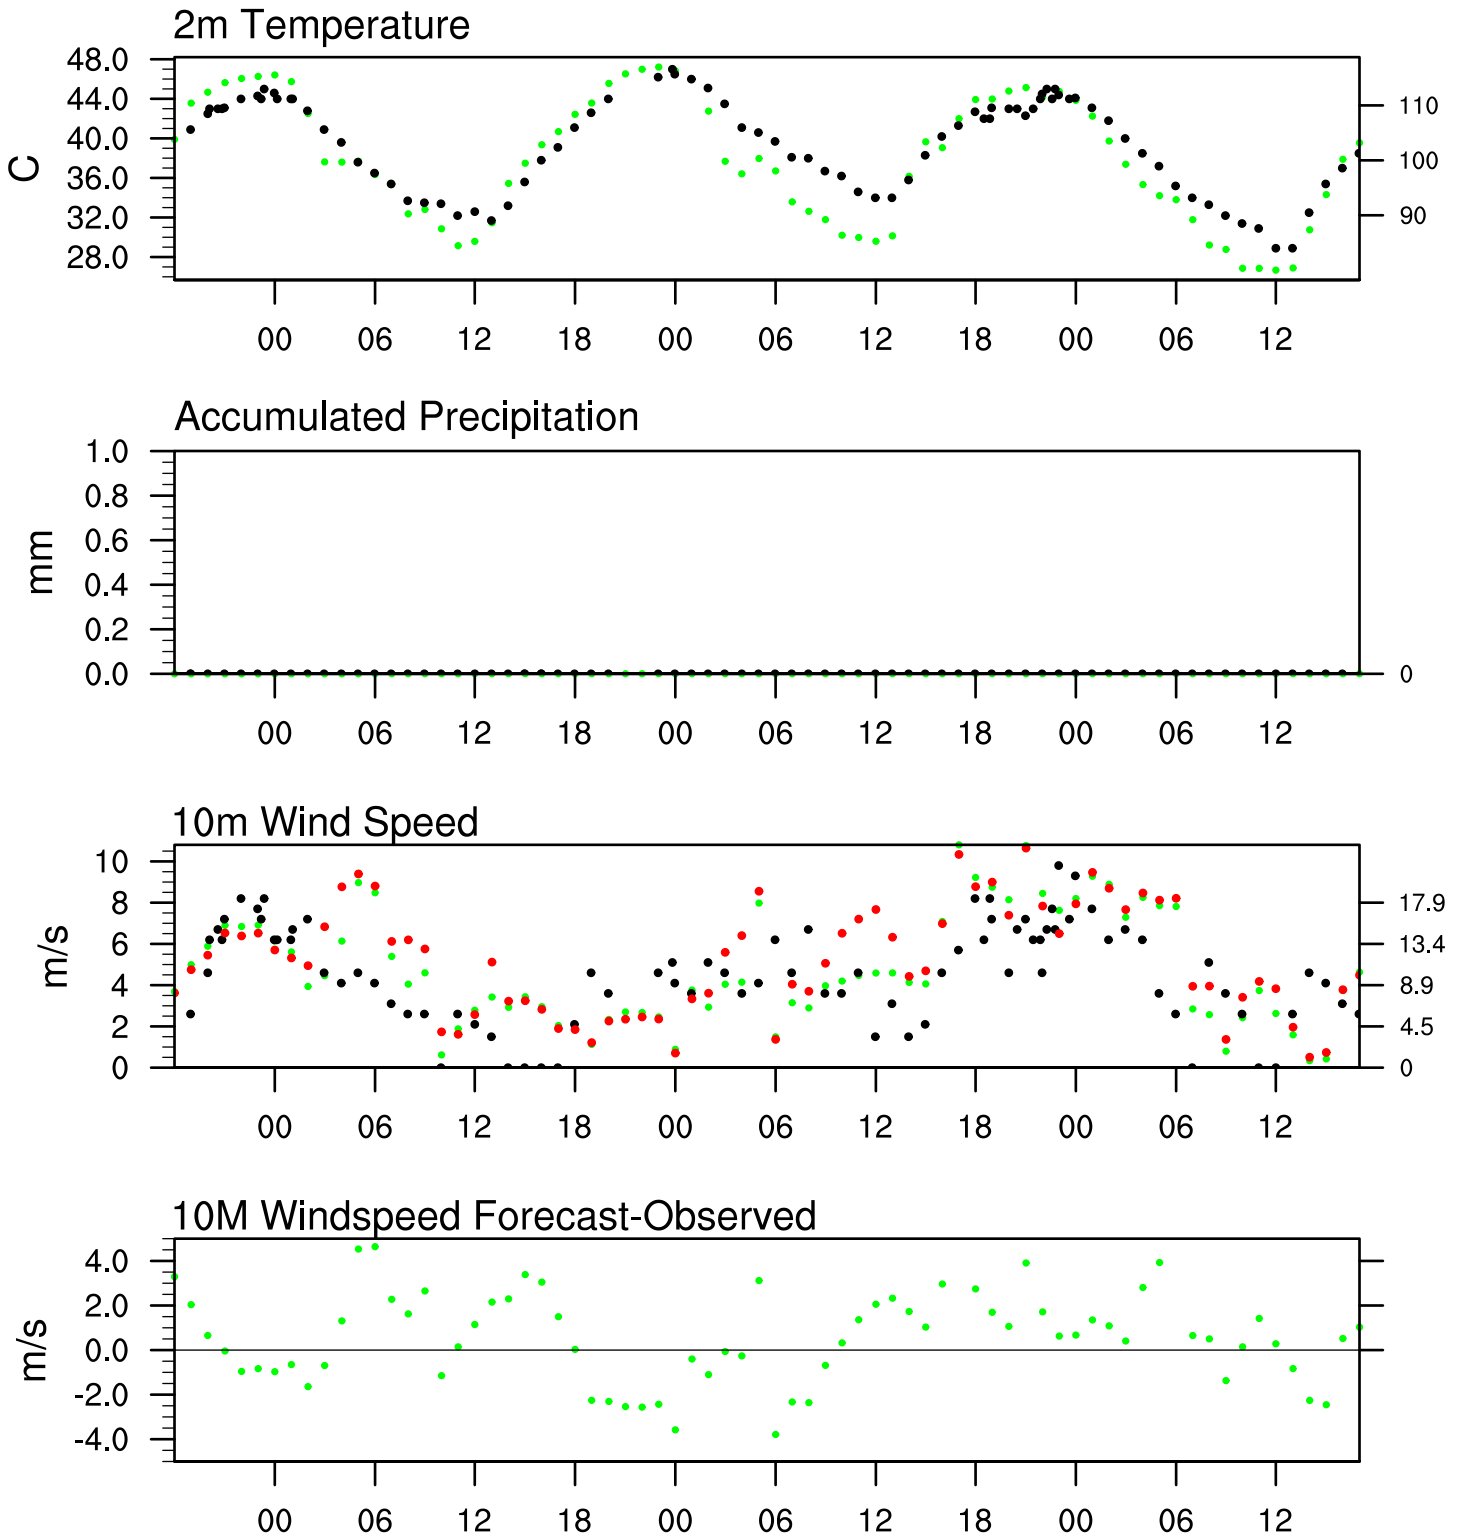 2m Temperature
48.0
44.0
40.0
36.0
32.0
28.0
C
110
100
90
00 06 12 18 00 06 12 18 00 06 12
Accumulated Precipitation
1.0
0.8
0.6
0.4
0.2
0.0
mm
0
00 06 12 18 00 06 12 18 00 06 12
10m Wind Speed
10
8
6
4
2
0
m/s
17.9
13.4
8.9
4.5
0
00 06 12 18 00 06 12 18 00 06 12
10M Windspeed Forecast-Observed
4.0
2.0
0.0
-2.0
-4.0
m/s
00 06 12 18 00 06 12 18 00 06 12